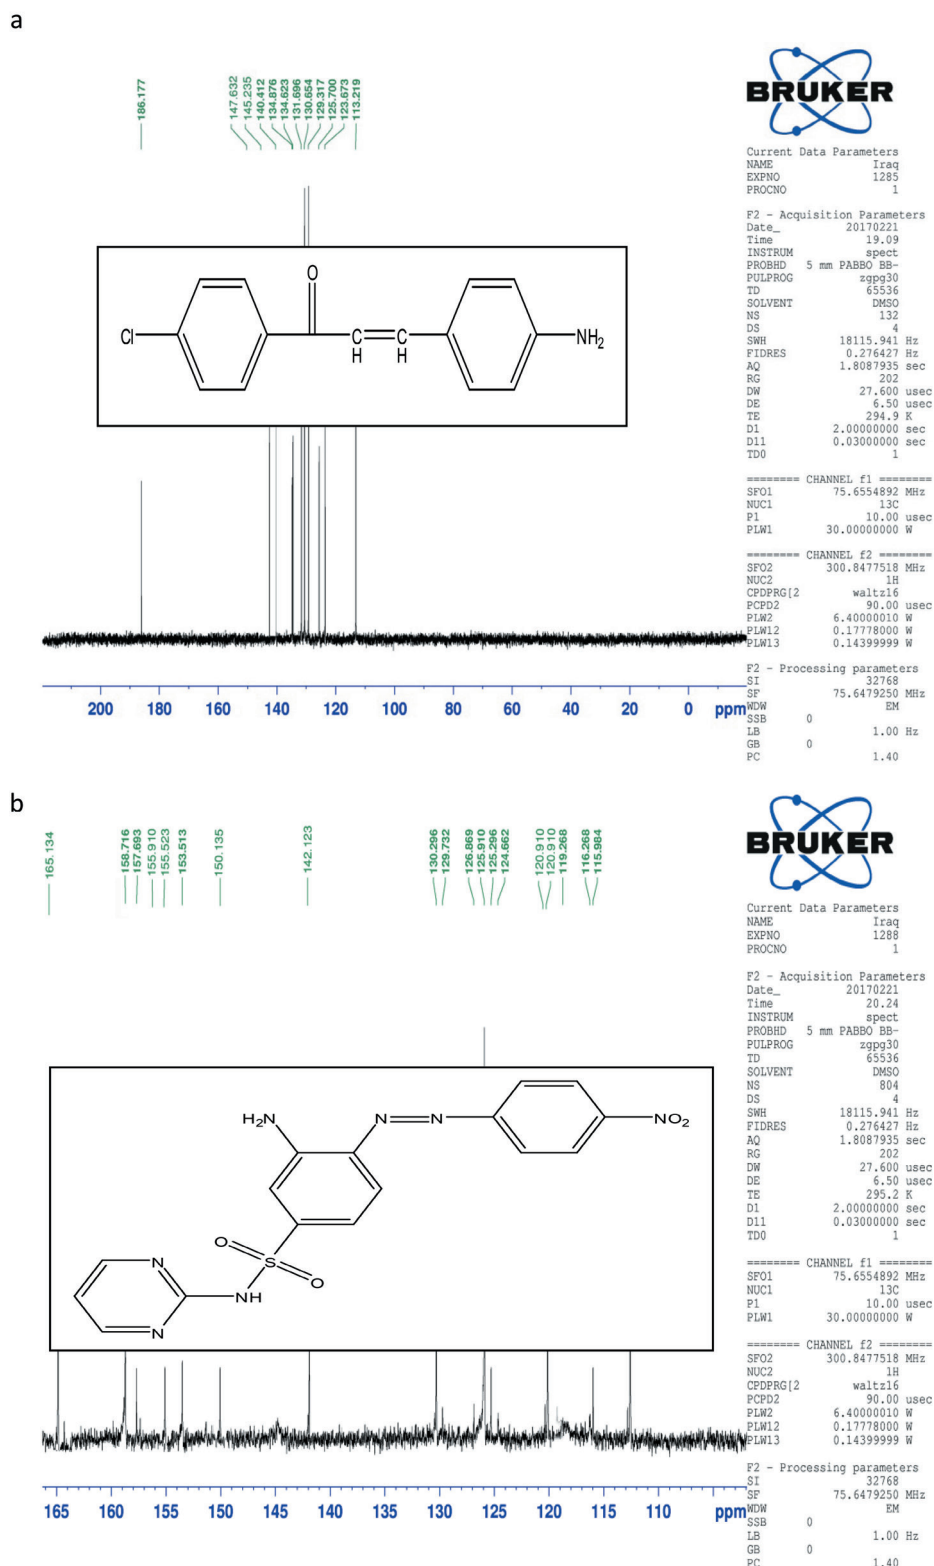 a
186.177
147.632
145.235
140.412
134.876
134.623
131.696
130.654
129.317
125.700
123.673
113.219
BRUKER
Current Data Parameters
NAME Iraq
EXPNO 1285
PROCNO 1
F2 - Acquisition Parameters
Date_ 20170221
Time 19.09
INSTRUM spect
PROBHD 5 mm PABBO BB-
PULPROG zgpg30
TD 65536
SOLVENT DMSO
NS 132
DS 4
SWH 18115.941 Hz
FIDRES 0.276427 Hz
AQ 1.8087935 sec
RG 202
DW 27.600 usec
DE 6.50 usec
TE 294.9 K
D1 2.00000000 sec
D11 0.03000000 sec
TD0 1
======== CHANNEL f1 ========
SFO1 75.6554892 MHz
NUC1 13C
P1 10.00 usec
PLW1 30.00000000 W
======== CHANNEL f2 ========
SFO2 300.8477518 MHz
NUC2 1H
CPDPRG[2 waltz16
PCPD2 90.00 usec
PLW2 6.40000010 W
PLW12 0.17778000 W
PLW13 0.14399999 W
F2 - Processing parameters
SI 32768
SF 75.6479250 MHz
WDW EM
SSB 0
LB 1.00 Hz
GB 0
PC 1.40
O
Cl C C NH2
H H
200 180 160 140 120 100 80 60 40 20 0 ppm
b
165.134
158.716
157.693
155.910
155.523
153.513
150.135
142.123
130.296
129.732
126.869
125.910
125.296
124.662
120.910
120.910
119.268
116.268
115.984
BRUKER
Current Data Parameters
NAME Iraq
EXPNO 1288
PROCNO 1
F2 - Acquisition Parameters
Date_ 20170221
Time 20.24
INSTRUM spect
PROBHD 5 mm PABBO BB-
PULPROG zgpg30
TD 65536
SOLVENT DMSO
NS 804
DS 4
SWH 18115.941 Hz
FIDRES 0.276427 Hz
AQ 1.8087935 sec
RG 202
DW 27.600 usec
DE 6.50 usec
TE 295.2 K
D1 2.00000000 sec
D11 0.03000000 sec
TD0 1
======== CHANNEL f1 ========
SFO1 75.6554892 MHz
NUC1 13C
P1 10.00 usec
PLW1 30.00000000 W
======== CHANNEL f2 ========
SFO2 300.8477518 MHz
NUC2 1H
CPDPRG[2 waltz16
PCPD2 90.00 usec
PLW2 6.40000010 W
PLW12 0.17778000 W
PLW13 0.14399999 W
F2 - Processing parameters
SI 32768
SF 75.6479250 MHz
WDW EM
SSB 0
LB 1.00 Hz
GB 0
PC 1.40
H2N N N NO2
O
S
N O
NH
N
165 160 155 150 145 140 135 130 125 120 115 110 ppm